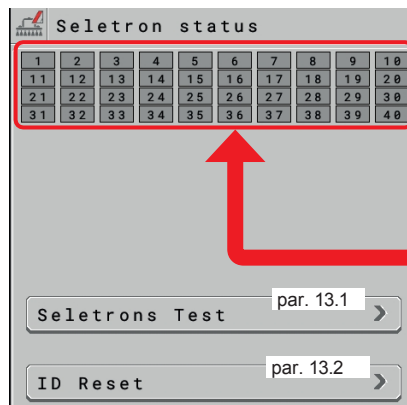 Seletron status
1 2 3 4 5 6 7 8 9 10
11 12 13 14 15 16 17 18 19 20
21 22 23 24 25 26 27 28 29 30
31 32 33 34 35 36 37 38 39 40
par. 13.1
Seletrons Test
par. 13.2
ID Reset